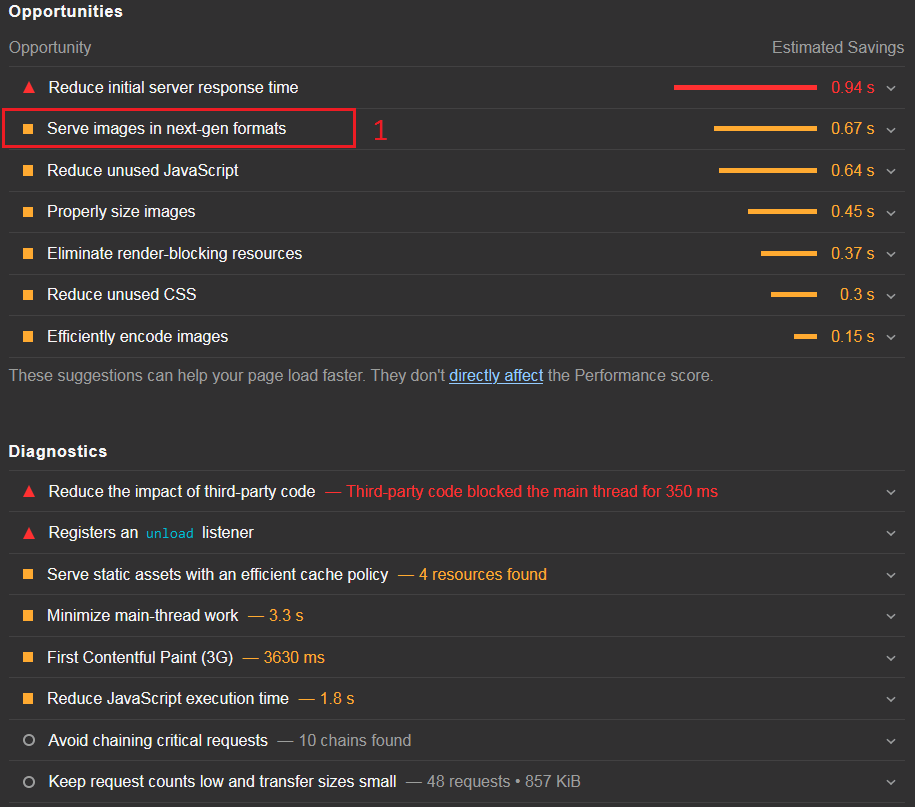 Opportunities
Opportunity Estimated Savings
Reduce initial server response time 0.94 s
Serve images in next-gen formats 1 0.67 s
Reduce unused JavaScript 0.64 s
Properly size images 0.45 s
Eliminate render-blocking resources 0.37 s
Reduce unused CSS 0.3 s
Efficiently encode images 0.15 s
These suggestions can help your page load faster. They don't directly affect the Performance score.
Diagnostics
Reduce the impact of third-party code — Third-party code blocked the main thread for 350 ms
Registers an unload listener
Serve static assets with an efficient cache policy — 4 resources found
Minimize main-thread work — 3.3 s
First Contentful Paint (3G) — 3630 ms
Reduce JavaScript execution time — 1.8 s
Avoid chaining critical requests — 10 chains found
Keep request counts low and transfer sizes small — 48 requests • 857 KiB